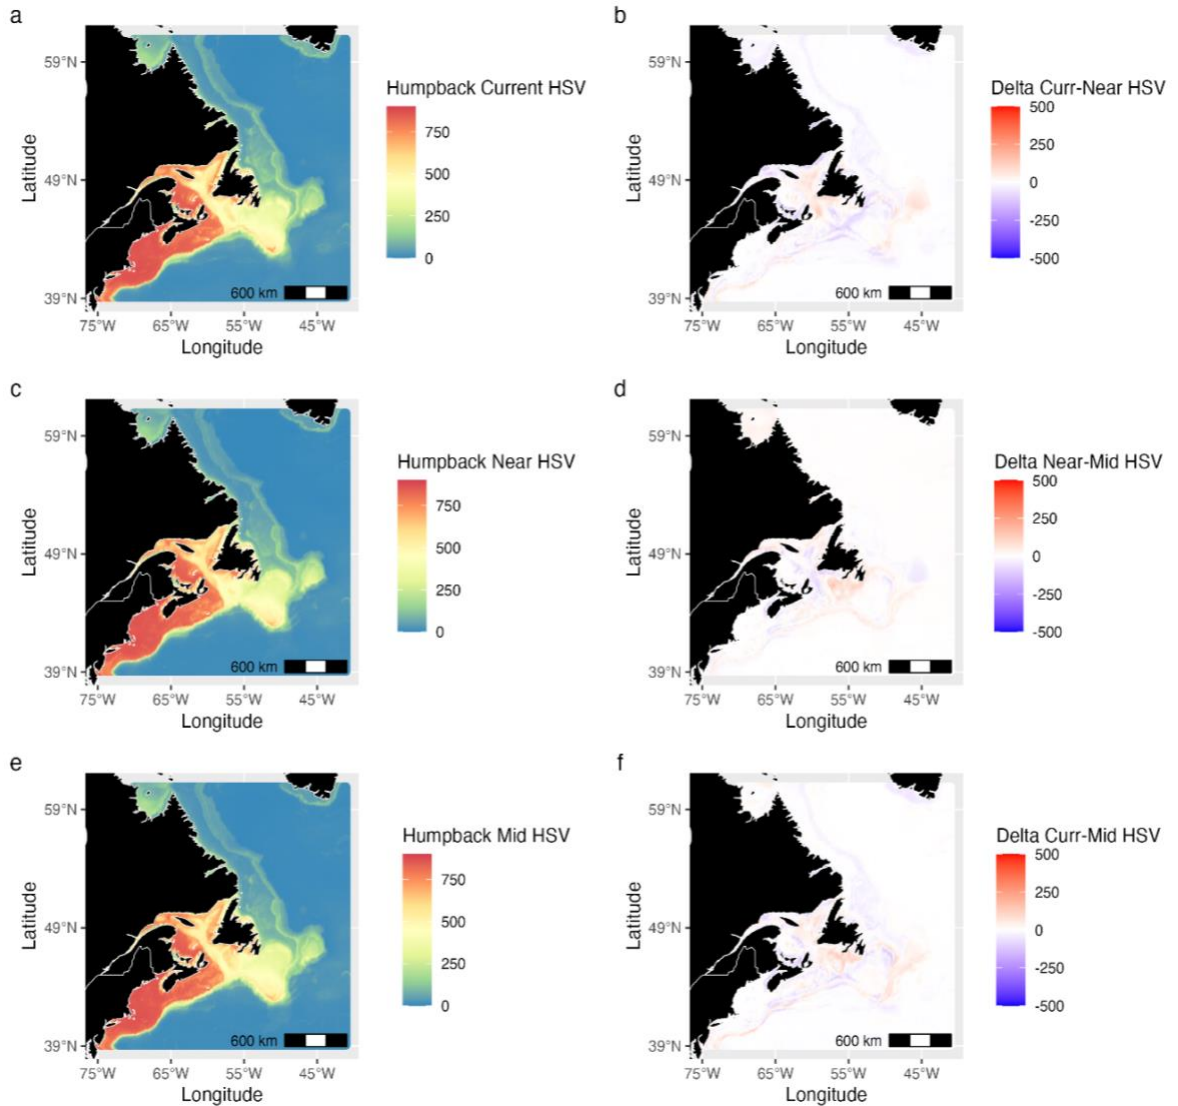 a
Humpback Current HSV
750
500
250
0
59°N
49°N
39°N
Latitude
600 km
75°W 65°W 55°W 45°W
Longitude
b
Delta Curr-Near HSV
500
250
0
-250
-500
59°N
49°N
39°N
Latitude
600 km
75°W 65°W 55°W 45°W
Longitude
c
Humpback Near HSV
750
500
250
0
59°N
49°N
39°N
Latitude
600 km
75°W 65°W 55°W 45°W
Longitude
d
Delta Near-Mid HSV
500
250
0
-250
-500
59°N
49°N
39°N
Latitude
600 km
75°W 65°W 55°W 45°W
Longitude
e
Humpback Mid HSV
750
500
250
0
59°N
49°N
39°N
Latitude
600 km
75°W 65°W 55°W 45°W
Longitude
f
Delta Curr-Mid HSV
500
250
0
-250
-500
59°N
49°N
39°N
Latitude
600 km
75°W 65°W 55°W 45°W
Longitude